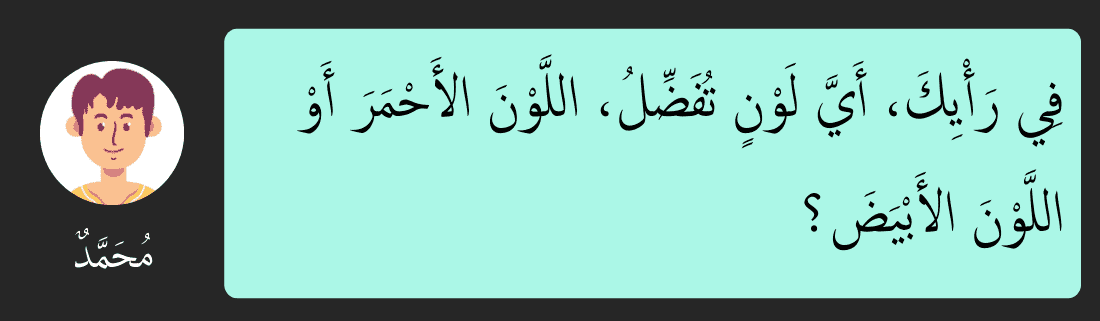 فِي رَأْيِكَ، أَيَّ لَوْنٍ تُفَضِّلُ، اللَّوْنَ الأَحْمَرَ أَوْ
اللَّوْنَ الأَبْيَضَ؟
مُحَمَّدٌ